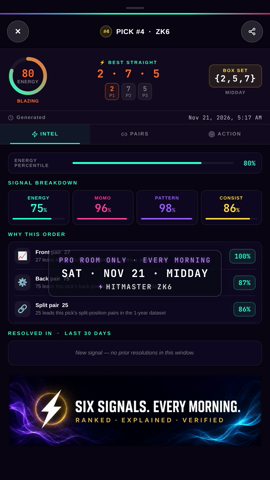 #4 PICK #4 · ZK6
80
ENERGY
BLAZING
⚡ BEST STRAIGHT
2 · 7 · 5
2 7 5
P1 P2 P3
BOX SET
{2,5,7}
MIDDAY
Generated
Nov 21, 2026, 5:17 AM
INTEL
PAIRS
ACTION
ENERGY PERCENTILE
80%
SIGNAL BREAKDOWN
ENERGY MOMO PATTERN CONSIST
75% 96% 98% 86%
WHY THIS ORDER
Front pair
100%
PRO ROOM ONLY · EVERY MORNING
SAT · NOV 21 · MIDDAY
HITMASTER ZK6
Back
87%
Split pair 25
25 leads this pick's split-position pairs in the 1-year dataset
86%
RESOLVED IN · LAST 30 DAYS
New signal — no prior resolutions in this window.
SIX SIGNALS. EVERY MORNING.
RANKED · EXPLAINED · VERIFIED